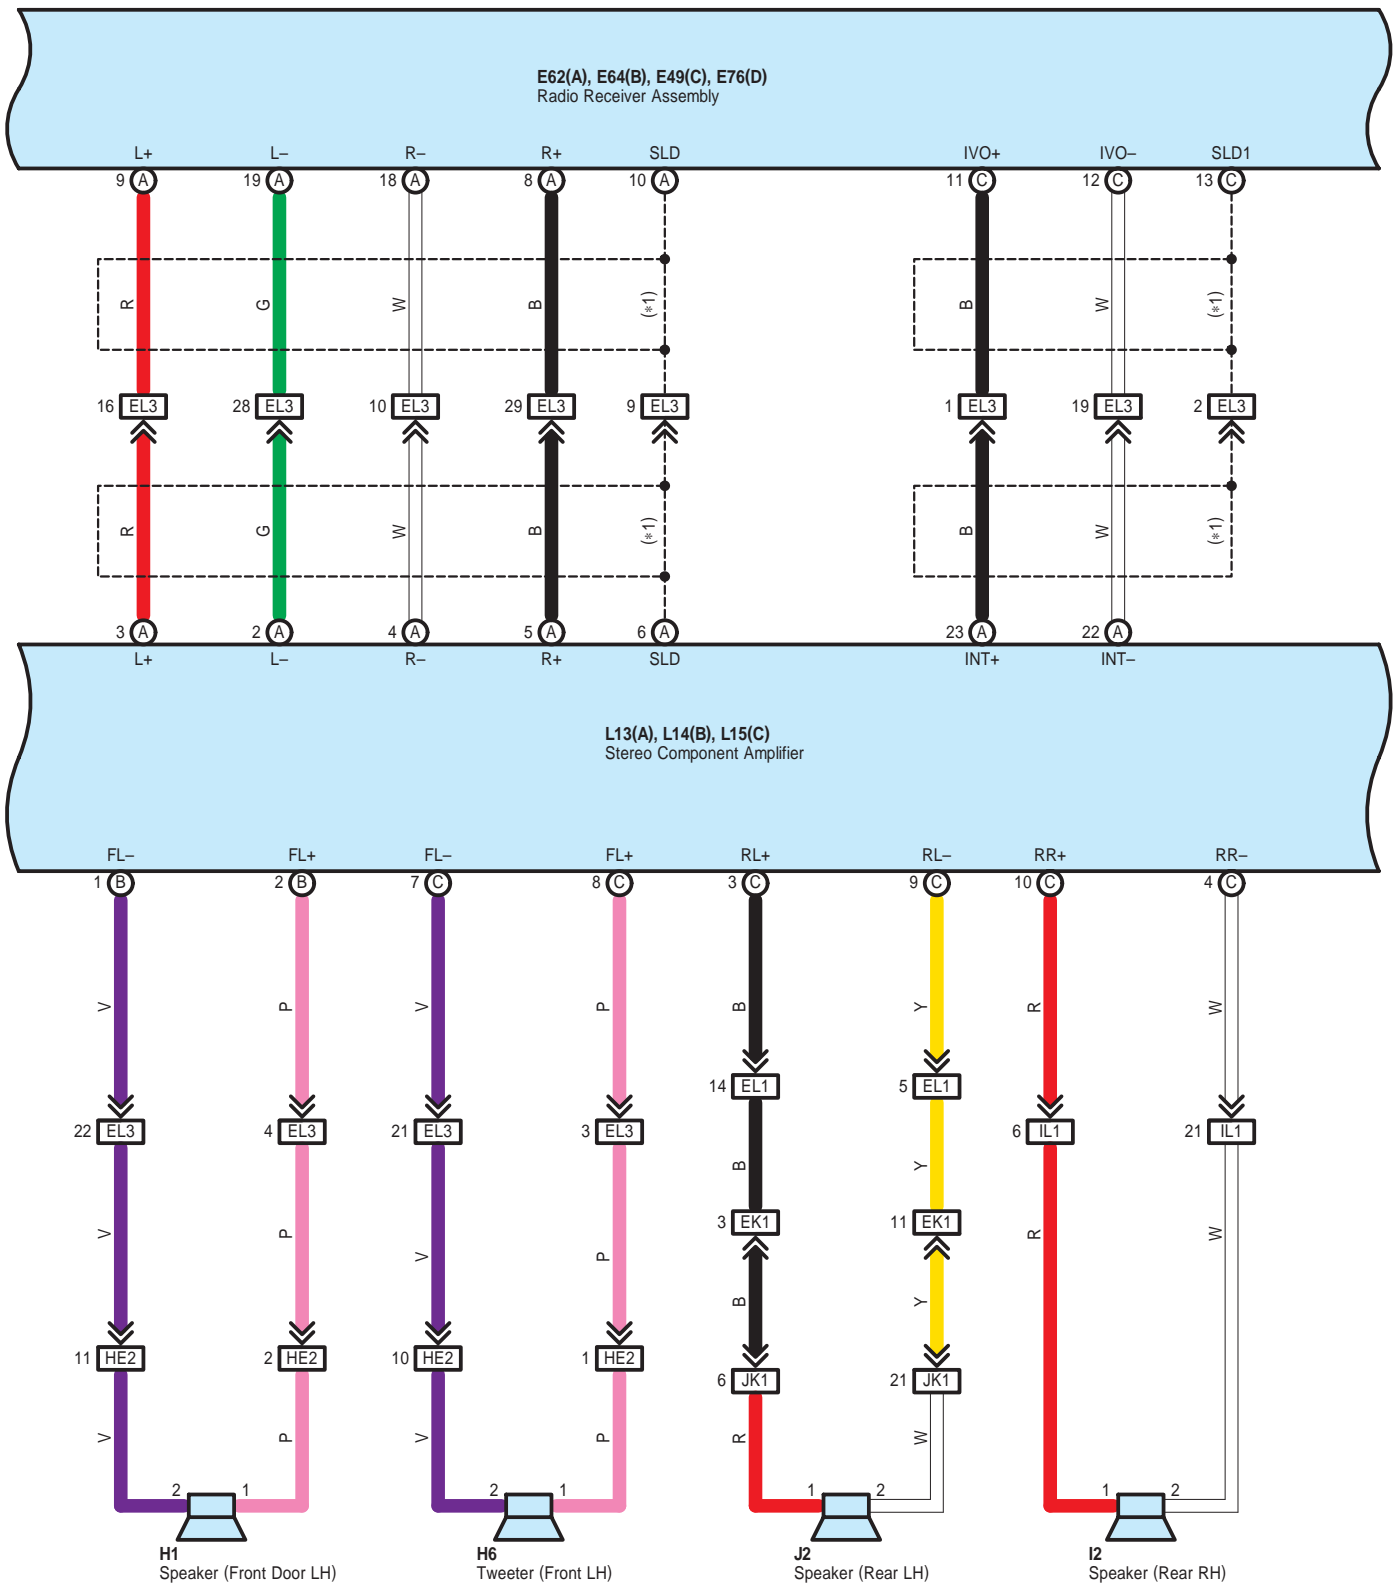 E62(A), E64(B), E49(C), E76(D)
Radio Receiver Assembly
L+ L– R– R+ SLD IVO+ IVO– SLD1
9 A 19 A 18 A 8 A 10 A 11 C 12 C 13 C
R G W B (*1) B W (*1)
16 EL3 28 EL3 10 EL3 29 EL3 9 EL3 1 EL3 19 EL3 2 EL3
R G W B (*1) B W (*1)
3 A 2 A 4 A 5 A 6 A 23 A 22 A
L+ L– R– R+ SLD INT+ INT–
L13(A), L14(B), L15(C)
Stereo Component Amplifier
FL– FL+ FL– FL+ RL+ RL– RR+ RR–
1 B 2 B 7 C 8 C 3 C 9 C 10 C 4 C
V P V P B Y R W
14 EL1 5 EL1
22 EL3 4 EL3 21 EL3 3 EL3 6 IL1 21 IL1
B Y
3 EK1 11 EK1
V P V P R W
B Y
11 HE2 2 HE2 10 HE2 1 HE2
6 JK1 21 JK1
V P V P R W
2 1 2 1 1 2 1 2
H1 H6 J2 I2
Speaker (Front Door LH) Tweeter (Front LH) Speaker (Rear LH) Speaker (Rear RH)